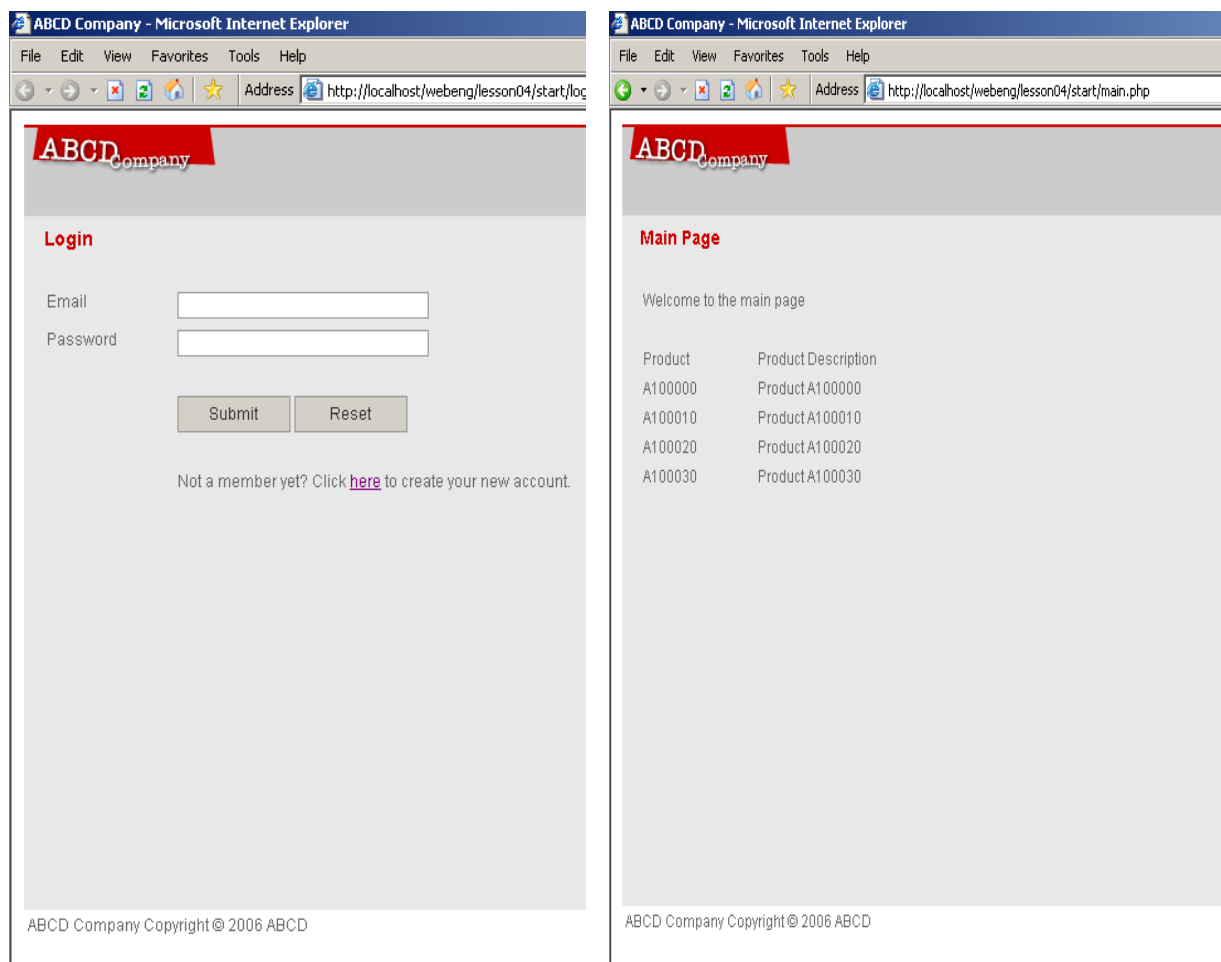 ABCD Company - Microsoft Internet Explorer
File Edit View Favorites Tools Help
Address http://localhost/webeng/lesson04/start/log
ABCD Company
Login
Email
Password
Submit Reset
Not a member yet? Click here to create your new account.
ABCD Company Copyright © 2006 ABCD
ABCD Company - Microsoft Internet Explorer
File Edit View Favorites Tools Help
Address http://localhost/webeng/lesson04/start/main.php
ABCD Company
Main Page
Welcome to the main page
Product Product Description
A100000 Product A100000
A100010 Product A100010
A100020 Product A100020
A100030 Product A100030
ABCD Company Copyright © 2006 ABCD